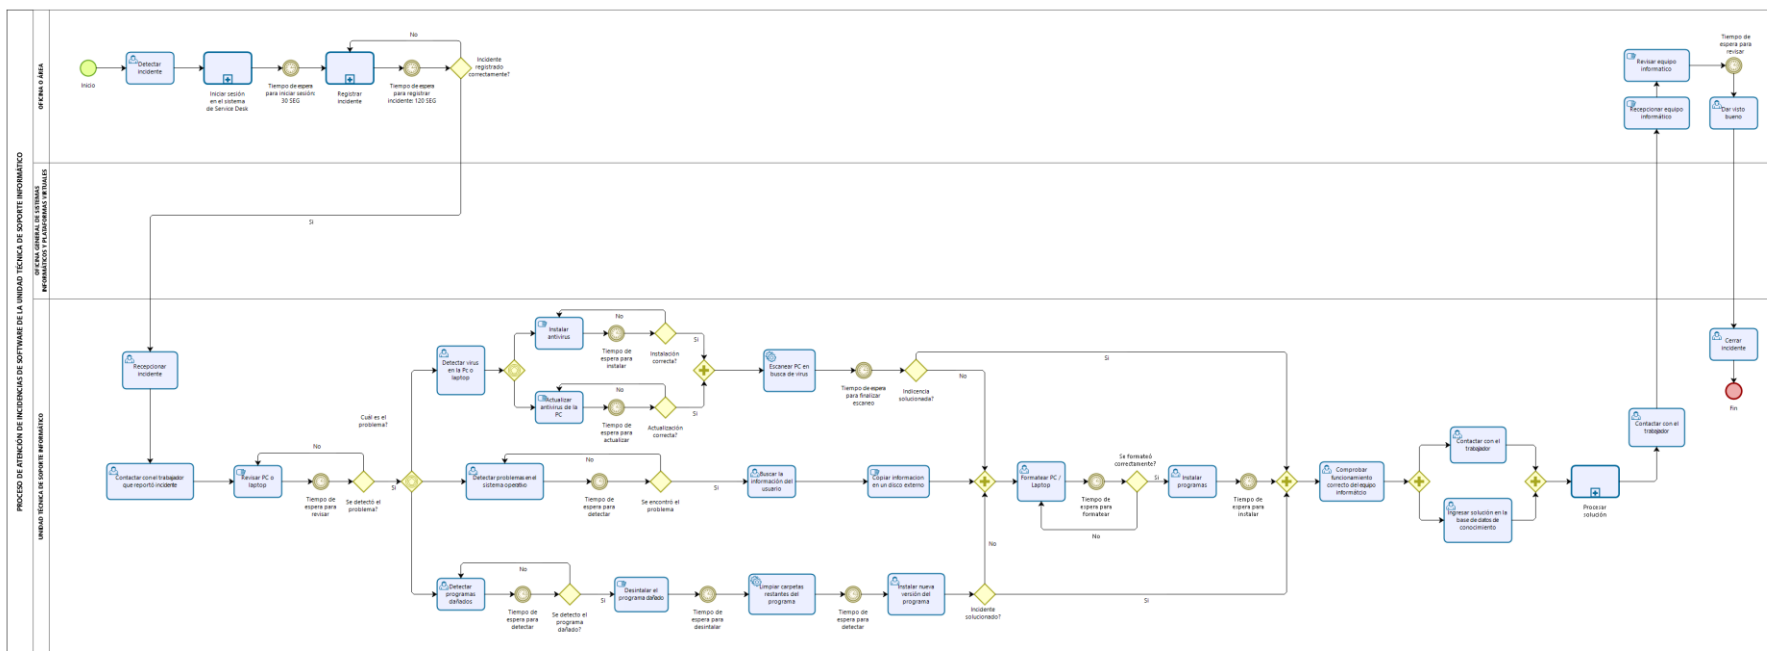 PROCESO DE ATENCIÓN DE INCIDENCIAS DE SOFTWARE DE LA UNIDAD TÉCNICA DE SOPORTE INFORMÁTICO
OFICINA O ÁREA
Inicio
Detectar
incidente
Iniciar sesión
en el sistema
de Service Desk
Tiempo de espera
para iniciar sesión:
30 SEG
Registrar
incidente
Tiempo de espera
para registrar
incidente: 120 SEG
No
Incidente
registrado
correctamente?
Si
Revisar equipo
informatico
Tiempo de
espera para
revisar
Recepcionar equipo
informático
Dar visto
bueno
OFICINA GENERAL DE SISTEMAS
INFORMÁTICOS Y PLATAFORMAS VIRTUALES
UNIDAD TÉCNICA DE SOPORTE INFORMÁTICO
Recepcionar
incidente
Contactar con el trabajador
que reportó incidente
Revisar PC o
laptop
No
Tiempo de
espera para
revisar
Se detectó el
problema?
Si
Cuál es el
problema?
Detectar virus
en la PC o
laptop
Instalar
antivirus
No
Tiempo de
espera para
instalar
Instalación
correcta?
Si
Actualizar
antivirus de la
PC
No
Tiempo de
espera para
actualizar
Actualización
correcta?
Si
Escanear PC en
busca de virus
Tiempo de espera
para finalizar
escaneo
Indicencia
solucionada?
Si
No
Detectar problemas en el
sistema operativo
No
Tiempo de
espera para
detectar
Se encontró el
problema
Si
Buscar la
información del
usuario
Copiar informacion
en un disco externo
Formatear PC /
Laptop
Tiempo de
espera para
formatear
Se formateó
correctamente?
Si
No
Instalar
programas
Tiempo de
espera para
instalar
Comprobar
funcionamiento
correcto del equipo
informático
Contactar con el
trabajador
Ingresar solución en la
base de datos de
conocimiento
Procesar
solución
Contactar con el
trabajador
Cerrar
incidente
Fin
Detectar
programas
dañados
No
Tiempo de
espera para
detectar
Se detecto el
programa
dañado?
Si
Desintalar el
programa dañado
Tiempo de
espera para
desintalar
Limpiar carpetas
restantes del
programa
Tiempo de
espera para
detectar
Instalar nueva
versión del
programa
Incidente
solucionado?
No
Si